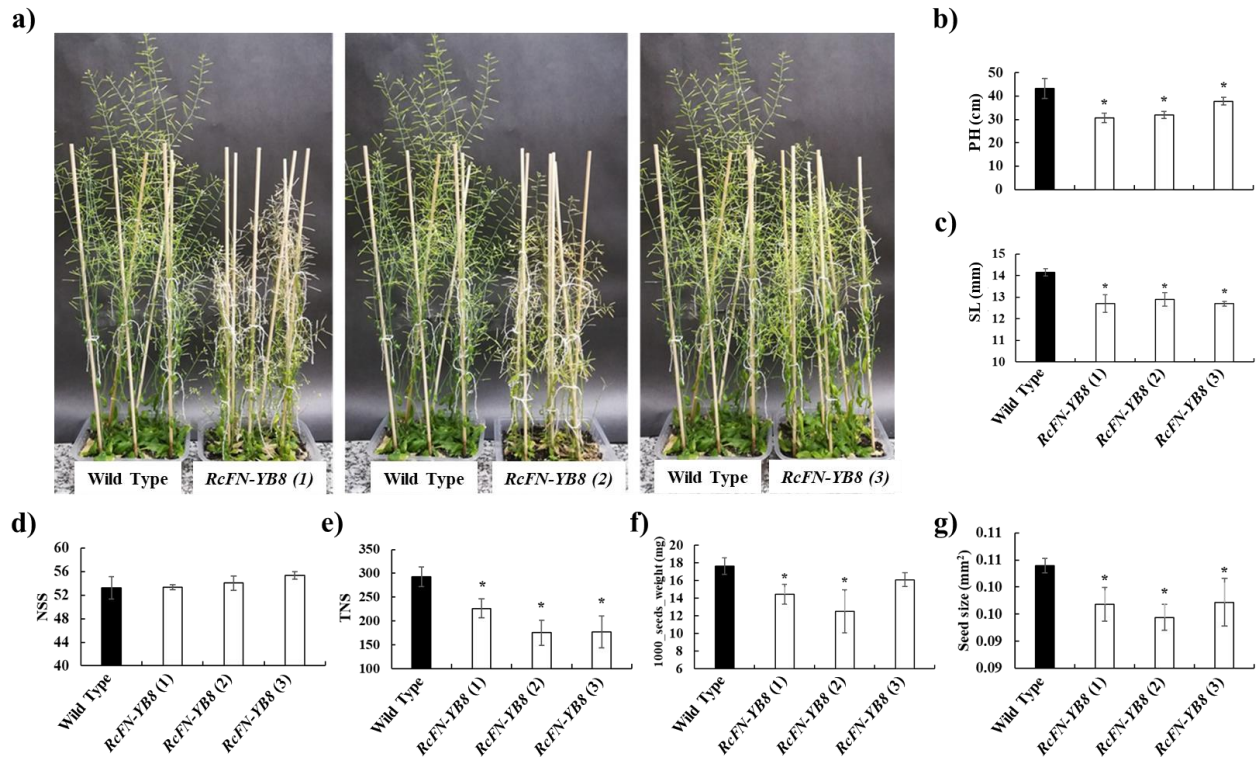 a)
Wild Type
RcFN-YB8 (1)
Wild Type
RcFN-YB8 (2)
Wild Type
RcFN-YB8 (3)
b)
PH (cm)
50
40
30
20
10
0
*
*
*
c)
SL (mm)
15
14
13
12
11
10
*
*
*
Wild Type
RcFN-YB8 (1)
RcFN-YB8 (2)
RcFN-YB8 (3)
d)
NSS
60
56
52
48
44
40
Wild Type
RcFN-YB8 (1)
RcFN-YB8 (2)
RcFN-YB8 (3)
e)
TNS
350
300
250
200
150
100
*
*
*
Wild Type
RcFN-YB8 (1)
RcFN-YB8 (2)
RcFN-YB8 (3)
f)
1000_seeds_weight (mg)
18
16
14
12
10
8
6
*
*
Wild Type
RcFN-YB8 (1)
RcFN-YB8 (2)
RcFN-YB8 (3)
g)
Seed size (mm²)
0.11
0.10
0.10
0.09
0.09
*
*
*
Wild Type
RcFN-YB8 (1)
RcFN-YB8 (2)
RcFN-YB8 (3)